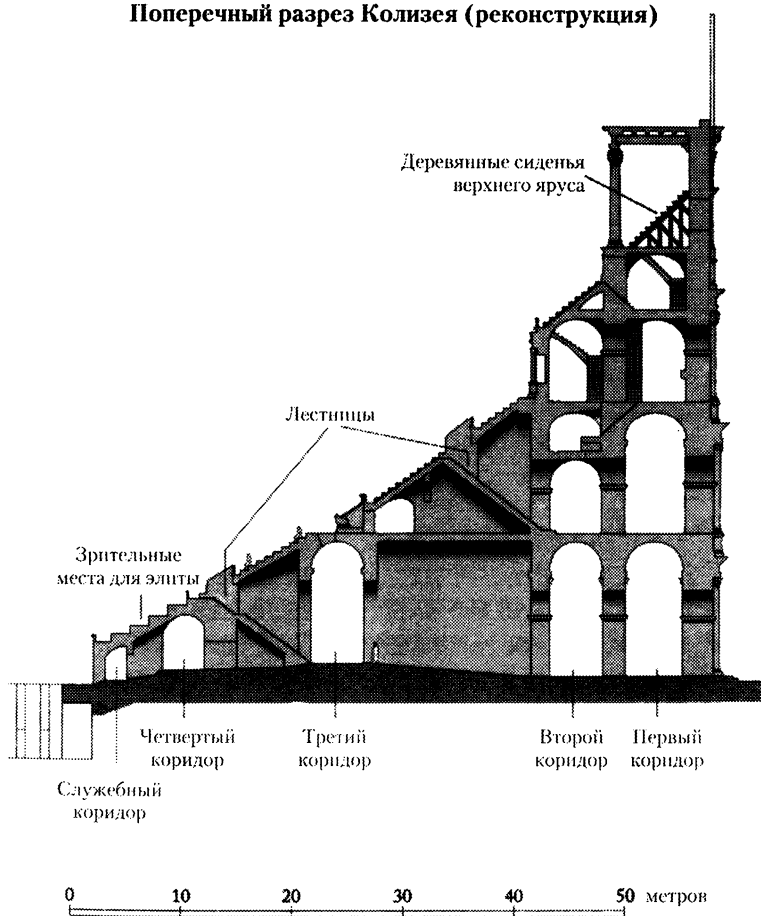 Поперечный разрез Колизея (реконструкция)
Деревянные сиденья
верхнего яруса
Лестницы
Зрительные
места для элиты
Четвертый
коридор
Третий
коридор
Второй
коридор
Первый
коридор
Служебный
коридор
0 10 20 30 40 50 метров